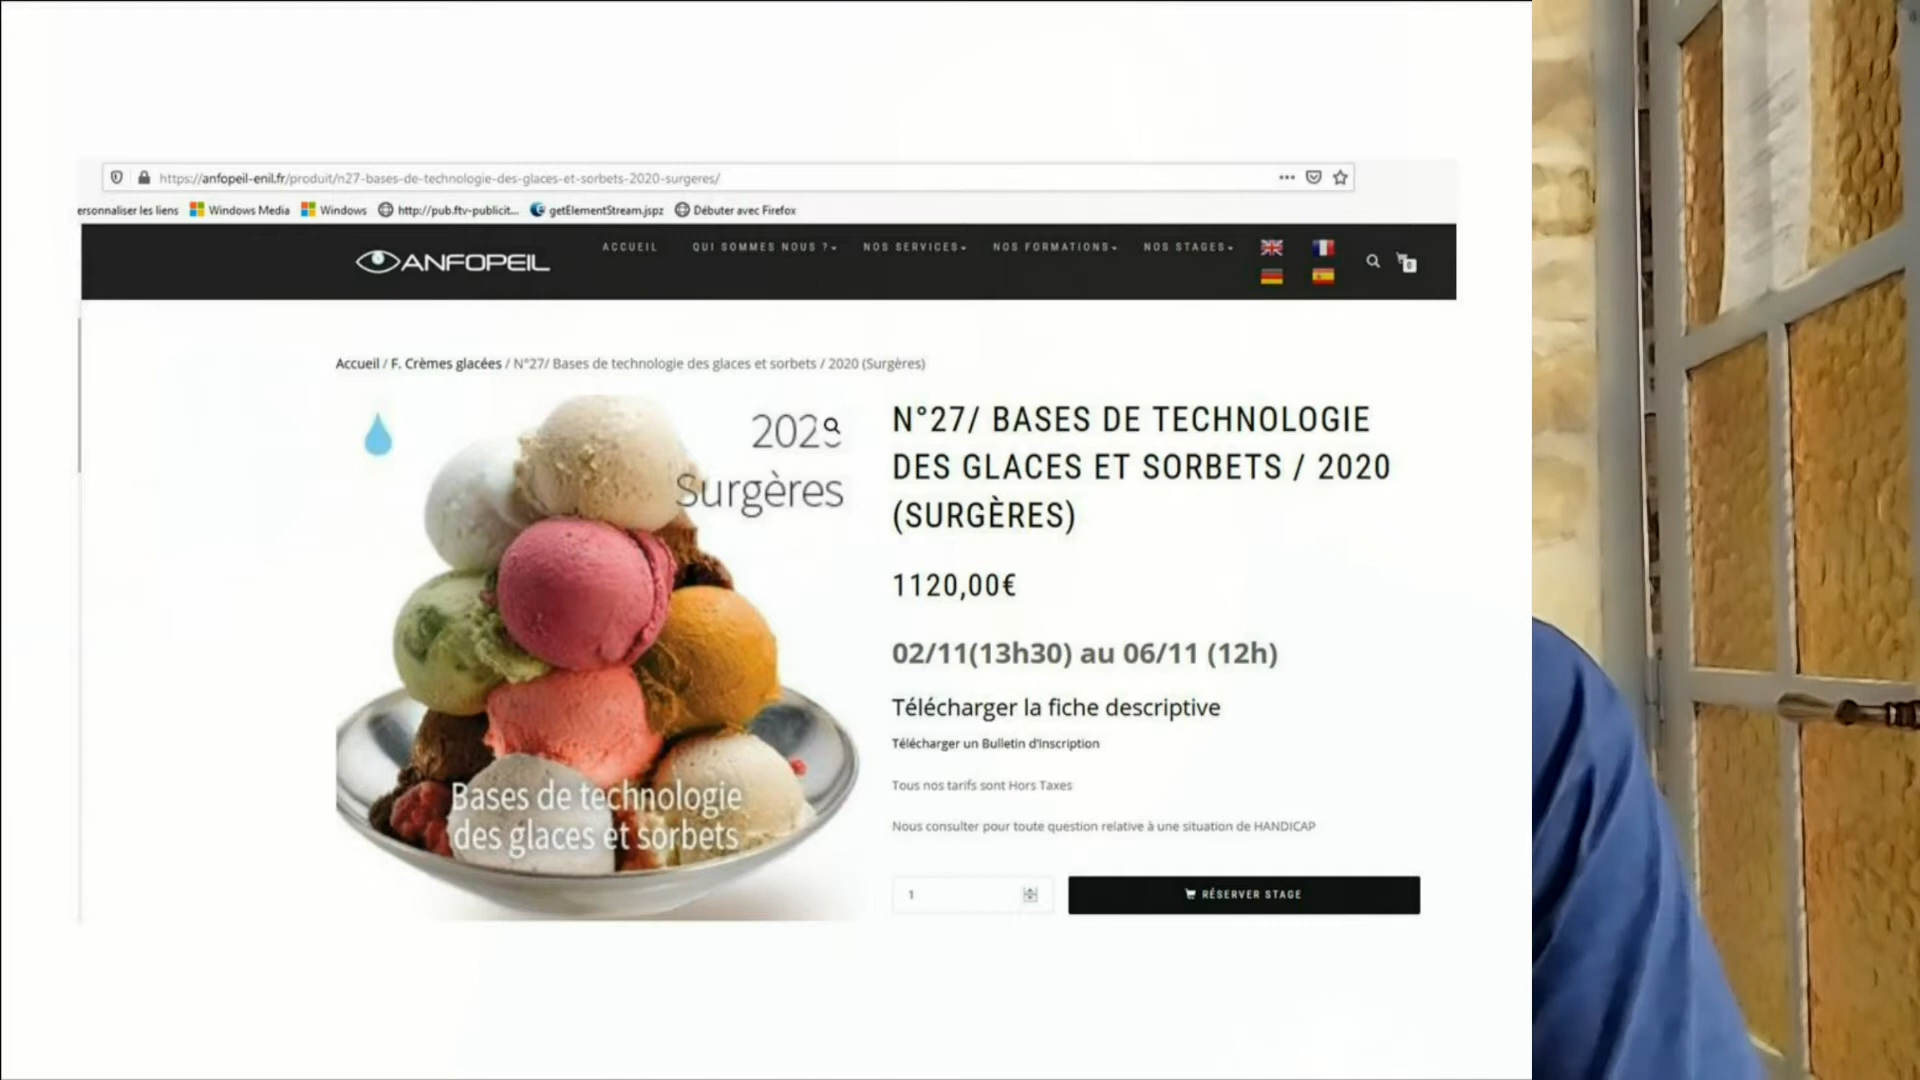 https://anfopeil-enil.fr/produit/n27-bases-de-technologie-des-glaces-et-sorbets-2020-surgeres/
ersonnaliser les liens Windows Media Windows http://pub.ftv-publicit... getElementStream.jspz Débuter avec Firefox
ANFOPEIL
ACCUEIL QUI SOMMES NOUS ? NOS SERVICES NOS FORMATIONS NOS STAGES
0
Accueil / F. Crèmes glacées / N°27/ Bases de technologie des glaces et sorbets / 2020 (Surgères)
Surgères
Bases de technologie
des glaces et sorbets
N°27/ BASES DE TECHNOLOGIE
DES GLACES ET SORBETS / 2020
(SURGÈRES)
1120,00€
02/11(13h30) au 06/11 (12h)
Télécharger la fiche descriptive
Télécharger un Bulletin d'Inscription
Tous nos tarifs sont Hors Taxes
Nous consulter pour toute question relative à une situation de HANDICAP
1
RÉSERVER STAGE